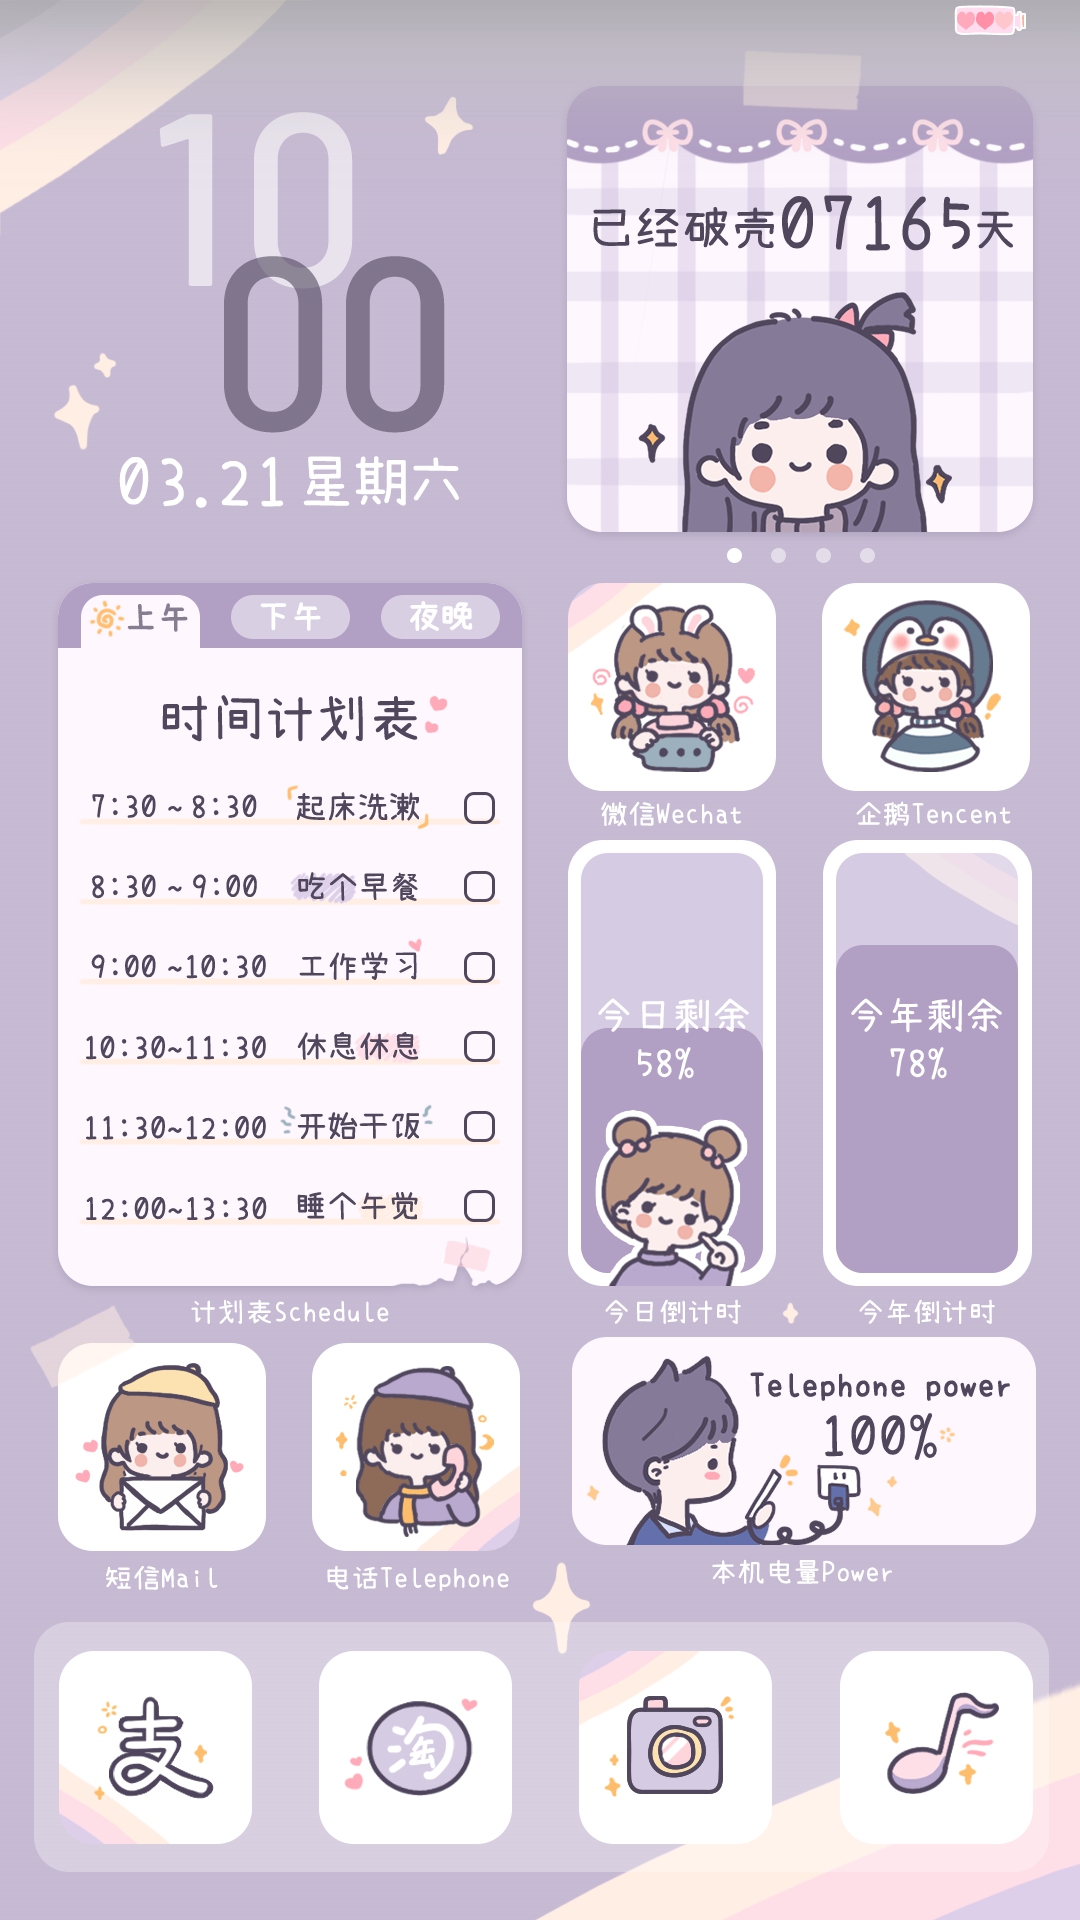 10
00
03.21 星期六
已经破壳07165天
上午 下午 夜晚
时间计划表
7:30 ~ 8:30 起床洗漱
8:30 ~ 9:00 吃个早餐
9:00 ~10:30 工作学习
10:30~11:30 休息休息
11:30~12:00 开始干饭
12:00~13:30 睡个午觉
计划表Schedule
微信Wechat
企鹅Tencent
今日剩余
58%
今年剩余
78%
今日倒计时
今年倒计时
短信Mail
电话Telephone
Telephone power
100%
本机电量Power
支
淘